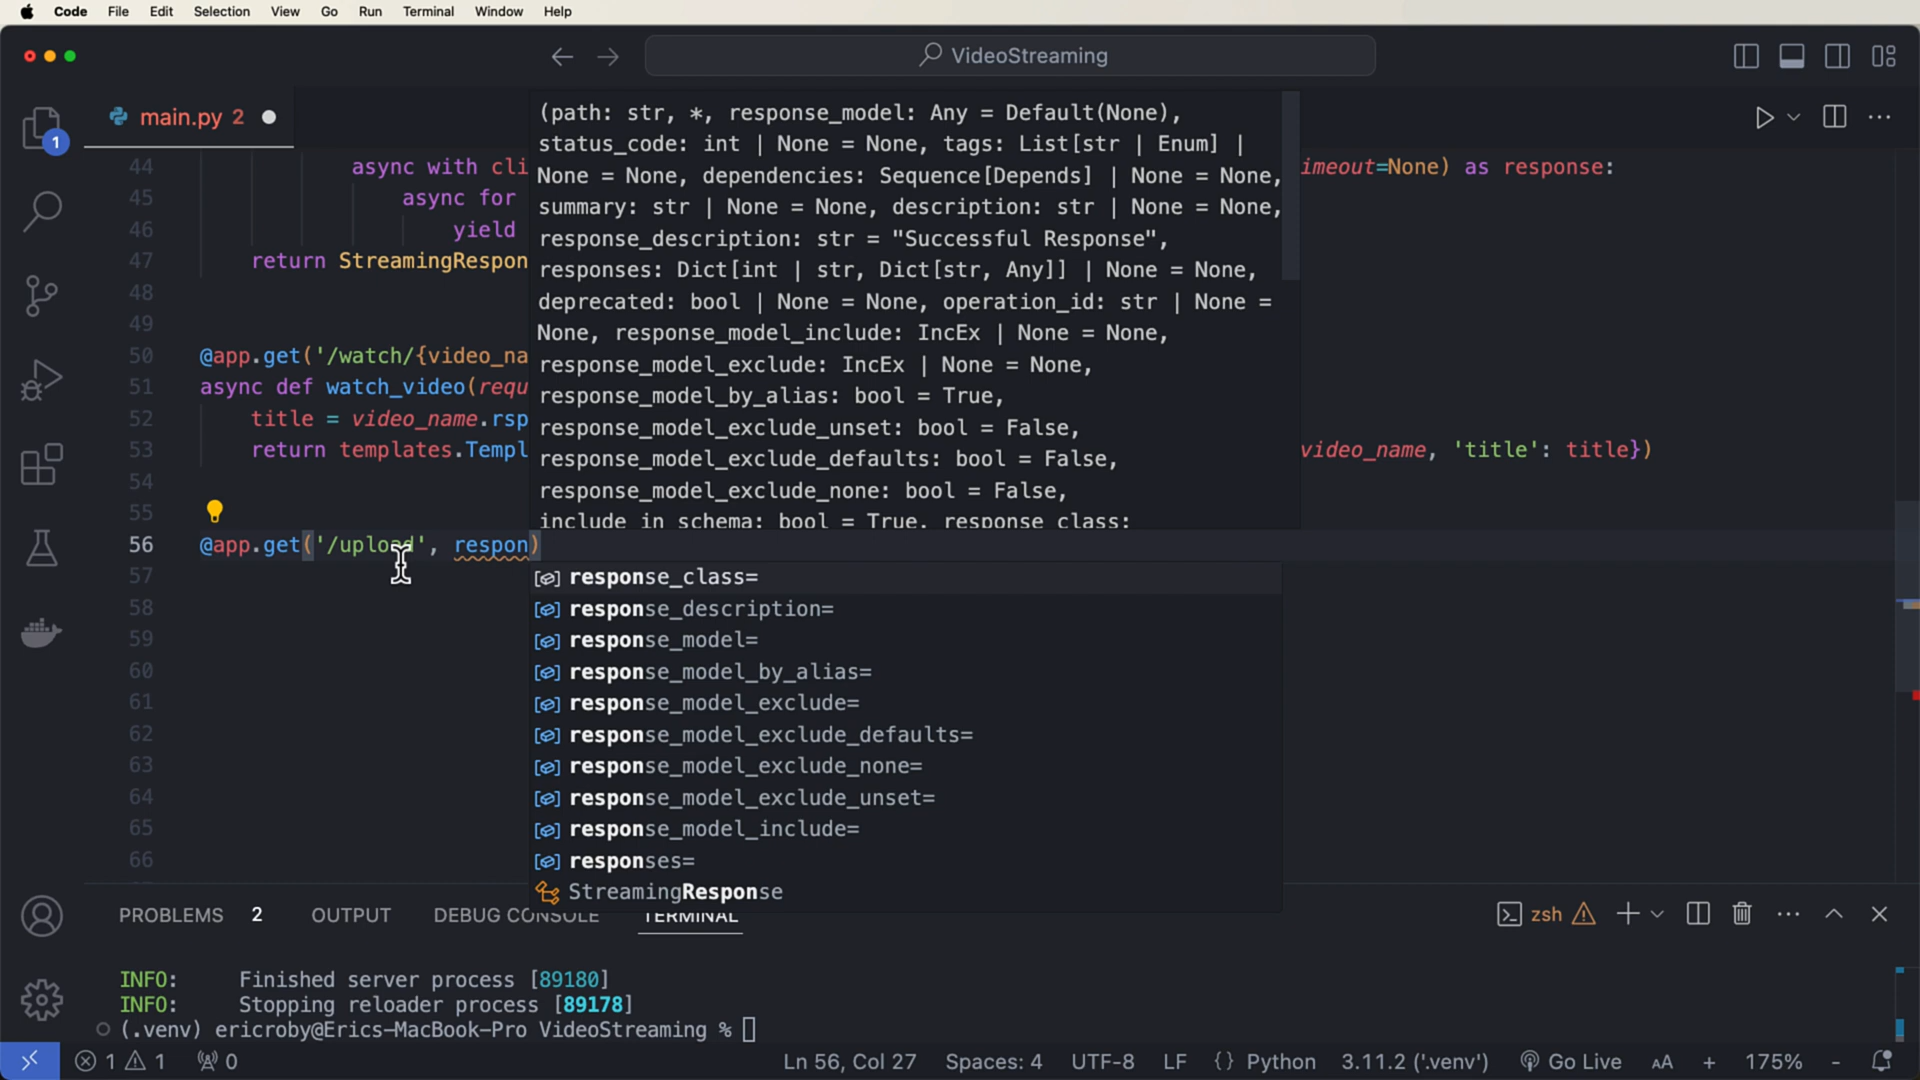 Code File Edit Selection View Go Run Terminal Window Help
VideoStreaming
main.py 2
1
(path: str, *, response_model: Any = Default(None),
status_code: int | None = None, tags: List[str | Enum] |
None = None, dependencies: Sequence[Depends] | None = None,
summary: str | None = None, description: str | None = None,
response_description: str = "Successful Response",
responses: Dict[int | str, Dict[str, Any]] | None = None,
deprecated: bool | None = None, operation_id: str | None =
None, response_model_include: IncEx | None = None,
response_model_exclude: IncEx | None = None,
response_model_by_alias: bool = True,
response_model_exclude_unset: bool = False,
response_model_exclude_defaults: bool = False,
response_model_exclude_none: bool = False,
include_in_schema: bool = True, response_class:
44 async with cli imeout=None) as response:
45 async for
46 yield
47 return StreamingRespon
48
49
50 @app.get('/watch/{video_na
51 async def watch_video(requ
52 title = video_name.rsp
53 return templates.Templ video_name, 'title': title})
54
55
56 @app.get('/upload', respon)
57
58
59
60
61
62
63
64
65
66
response_class=
response_description=
response_model=
response_model_by_alias=
response_model_exclude=
response_model_exclude_defaults=
response_model_exclude_none=
response_model_exclude_unset=
response_model_include=
responses=
StreamingResponse
PROBLEMS 2 OUTPUT DEBUG CONSOLE TERMINAL zsh
INFO: Finished server process [89180]
INFO: Stopping reloader process [89178]
(.venv) ericroby@Erics-MacBook-Pro VideoStreaming %
1 1 0 Ln 56, Col 27 Spaces: 4 UTF-8 LF {} Python 3.11.2 ('.venv') Go Live AA + 175% -